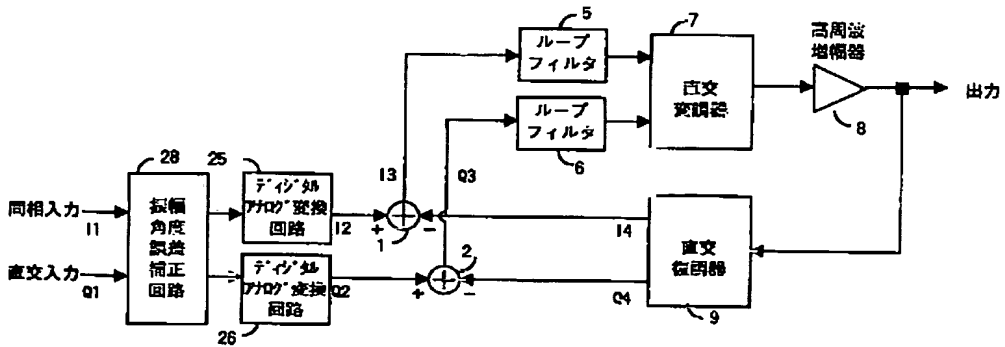 5
ループ
フィルタ
7
直交
変調器
高周波
増幅器
8
出力
ループ
フィルタ
6
28
25
I3
Q3
同相入力
I1
振幅
角度
誤差
補正
回路
ディジタル
アナログ変換
回路
I2
+
-
1
I4
直交
復調器
9
直交入力
Q1
ディジタル
アナログ変換
回路
Q2
26
+
-
2
Q4